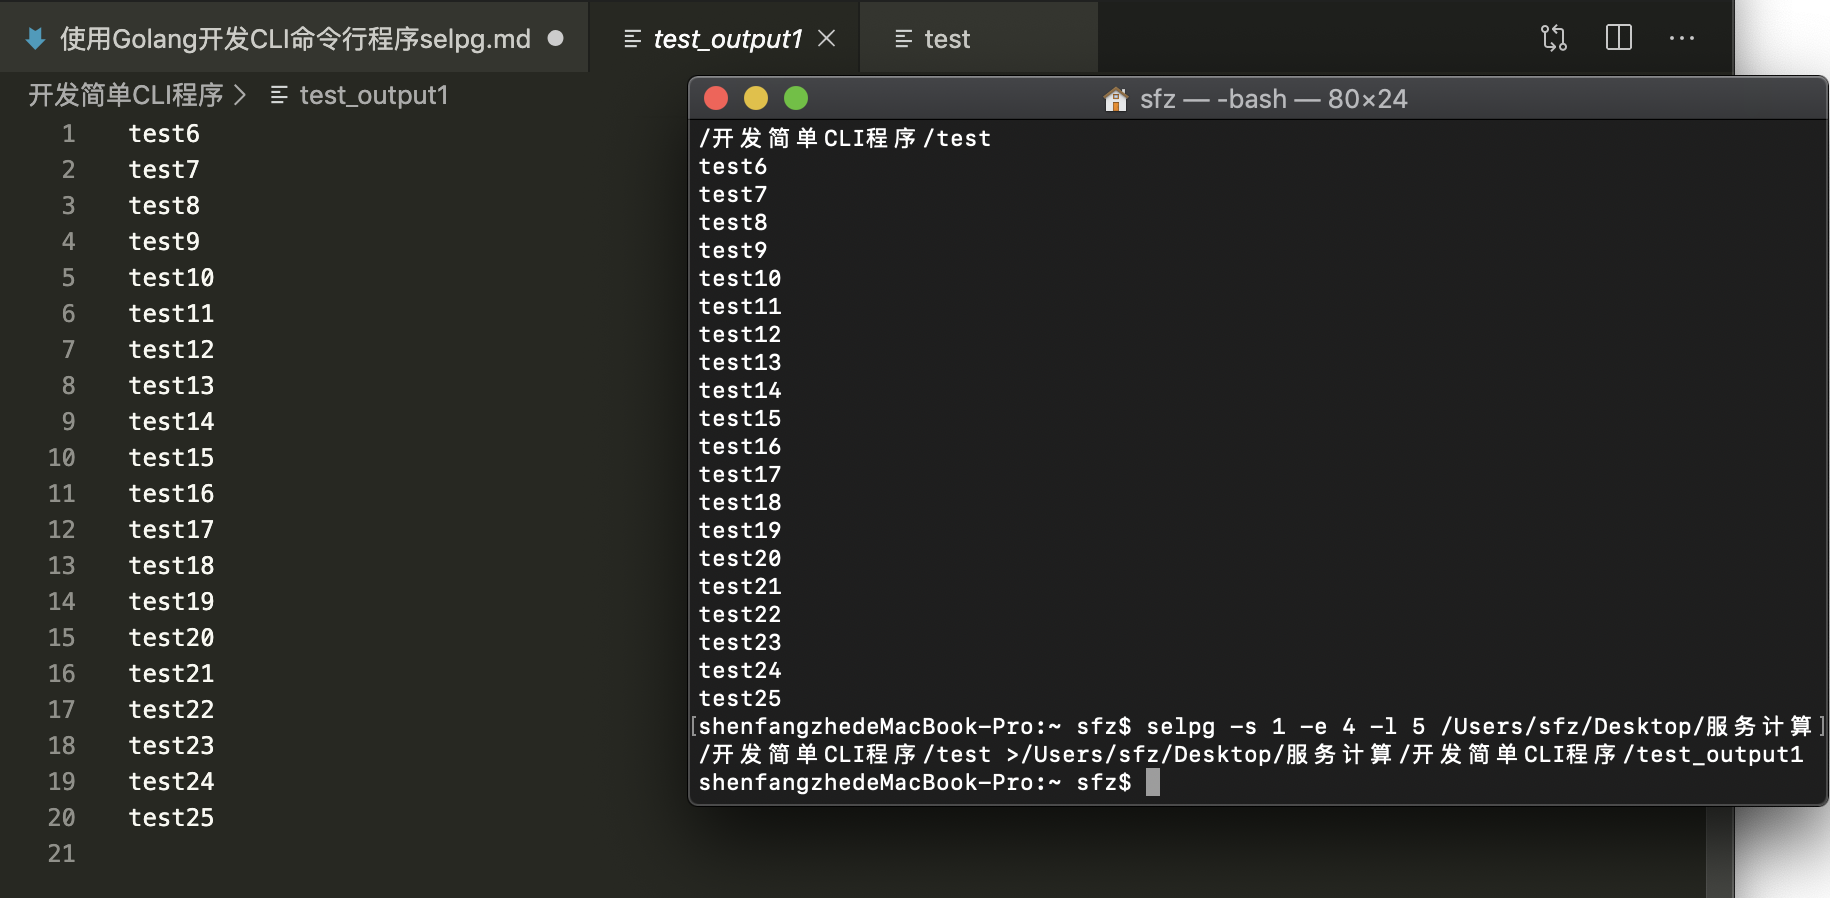 使用Golang开发CLI命令行程序selpg.md
test_output1
test
开发简单CLI程序 > test_output1
1 test6
2 test7
3 test8
4 test9
5 test10
6 test11
7 test12
8 test13
9 test14
10 test15
11 test16
12 test17
13 test18
14 test19
15 test20
16 test21
17 test22
18 test23
19 test24
20 test25
21
sfz — -bash — 80×24
/开发简单CLI程序/test
test6
test7
test8
test9
test10
test11
test12
test13
test14
test15
test16
test17
test18
test19
test20
test21
test22
test23
test24
test25
[shenfangzhedeMacBook-Pro:~ sfz$ selpg -s 1 -e 4 -l 5 /Users/sfz/Desktop/服务计算]
/开发简单CLI程序/test >/Users/sfz/Desktop/服务计算/开发简单CLI程序/test_output1
shenfangzhedeMacBook-Pro:~ sfz$